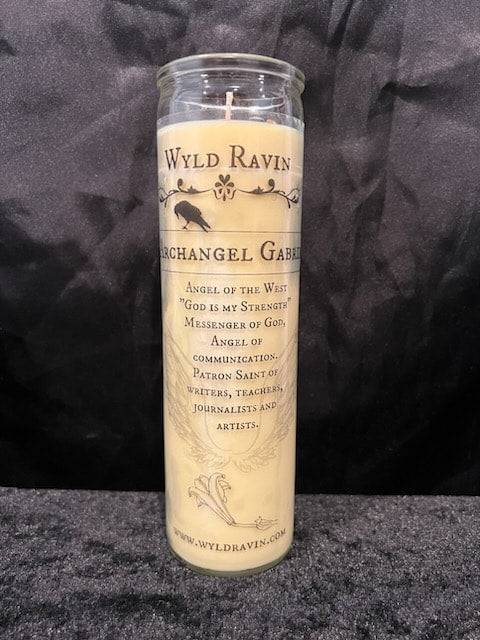 Wyld Ravin
Archangel Gabri
Angel of the West
"God is my Strength"
Messenger of God,
Angel of
communication.
Patron Saint of
writers, teachers,
journalists and
artists.
www.wyldravin.com